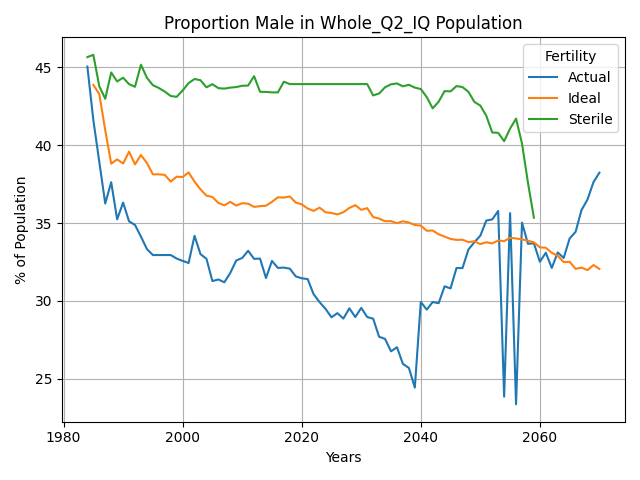 Proportion Male in Whole_Q2_IQ Population
Fertility
Actual
Ideal
Sterile
% of Population
45
40
35
30
25
1980
2000
2020
2040
2060
Years